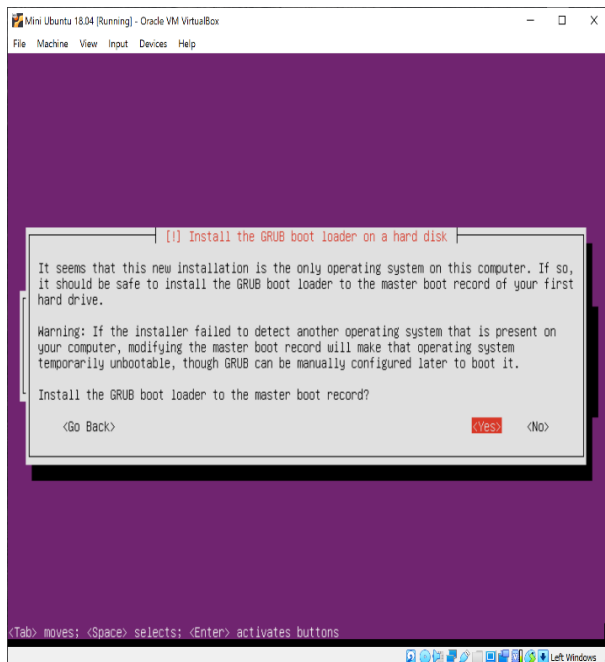 Mini Ubuntu 18.04 [Running] - Oracle VM VirtualBox
File Machine View Input Devices Help
[!] Install the GRUB boot loader on a hard disk
It seems that this new installation is the only operating system on this computer. If so,
it should be safe to install the GRUB boot loader to the master boot record of your first
hard drive.
Warning: If the installer failed to detect another operating system that is present on
your computer, modifying the master boot record will make that operating system
temporarily unbootable, though GRUB can be manually configured later to boot it.
Install the GRUB boot loader to the master boot record?
<Go Back> <Yes> <No>
<Tab> moves; <Space> selects; <Enter> activates buttons
Left Windows